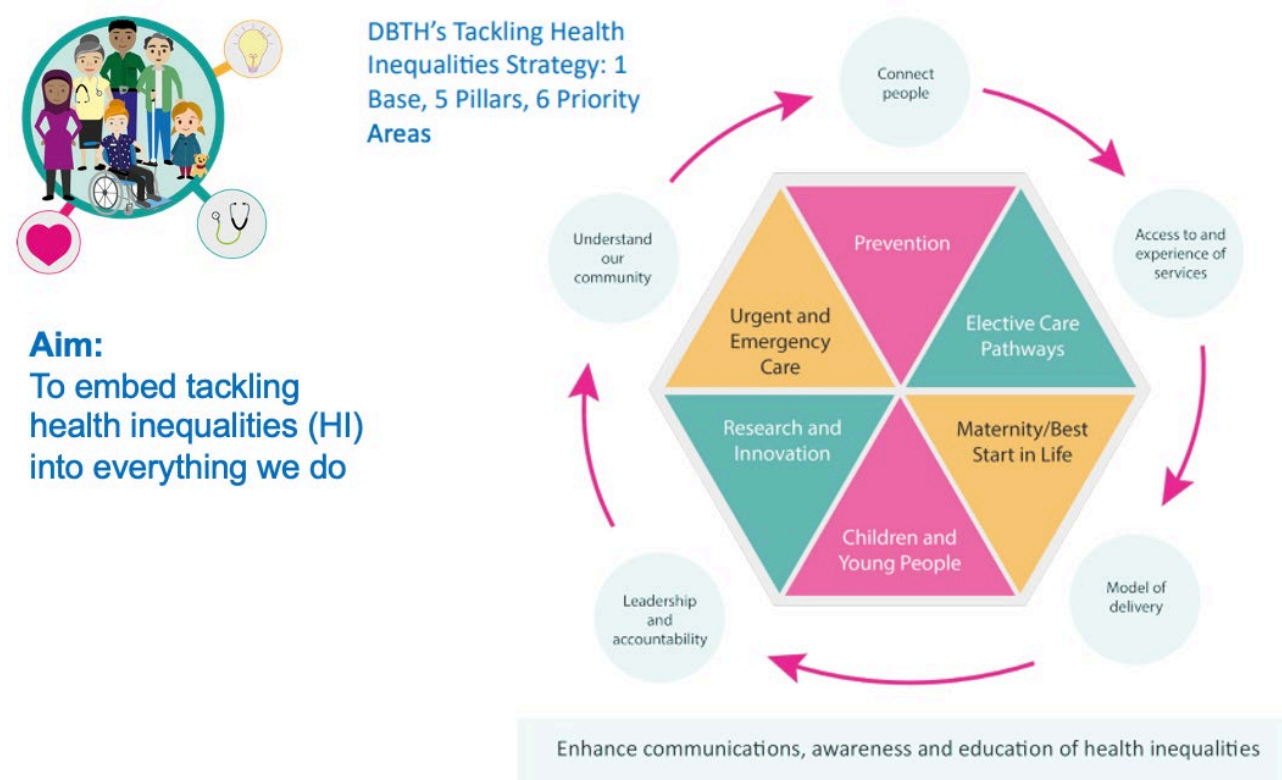 DBTH's Tackling Health
Inequalities Strategy: 1
Base, 5 Pillars, 6 Priority
Areas
Aim:
To embed tackling
health inequalities (HI)
into everything we do
Connect
people
Access to and
experience of
services
Model of
delivery
Leadership
and
accountability
Understand
our
community
Prevention
Elective Care
Pathways
Maternity/Best
Start in Life
Children and
Young People
Research and
Innovation
Urgent and
Emergency
Care
Enhance communications, awareness and education of health inequalities